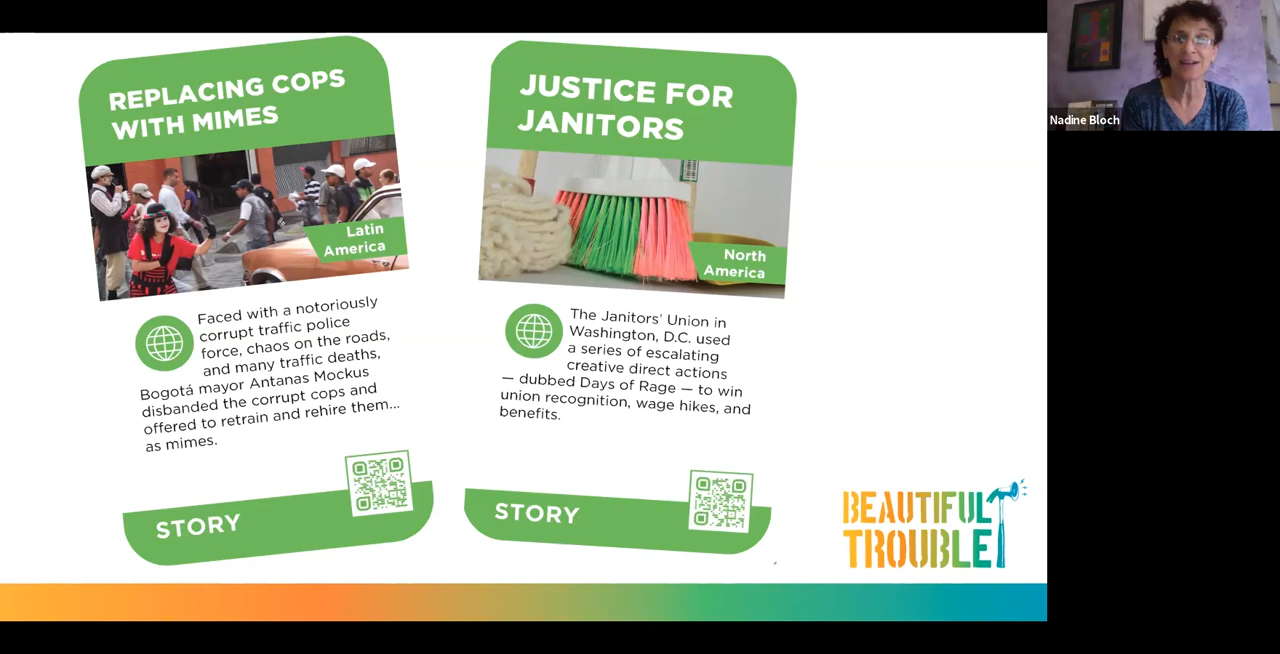 REPLACING COPS
WITH MIMES
Latin
America
Faced with a notoriously
corrupt traffic police
force, chaos on the roads,
and many traffic deaths,
Bogotá mayor Antanas Mockus
disbanded the corrupt cops and
offered to retrain and rehire them...
as mimes.
STORY
JUSTICE FOR
JANITORS
North
America
The Janitors' Union in
Washington, D.C. used
a series of escalating
creative direct actions
— dubbed Days of Rage — to win
union recognition, wage hikes, and
benefits.
STORY
BEAUTIFUL
TROUBLE
Nadine Bloch